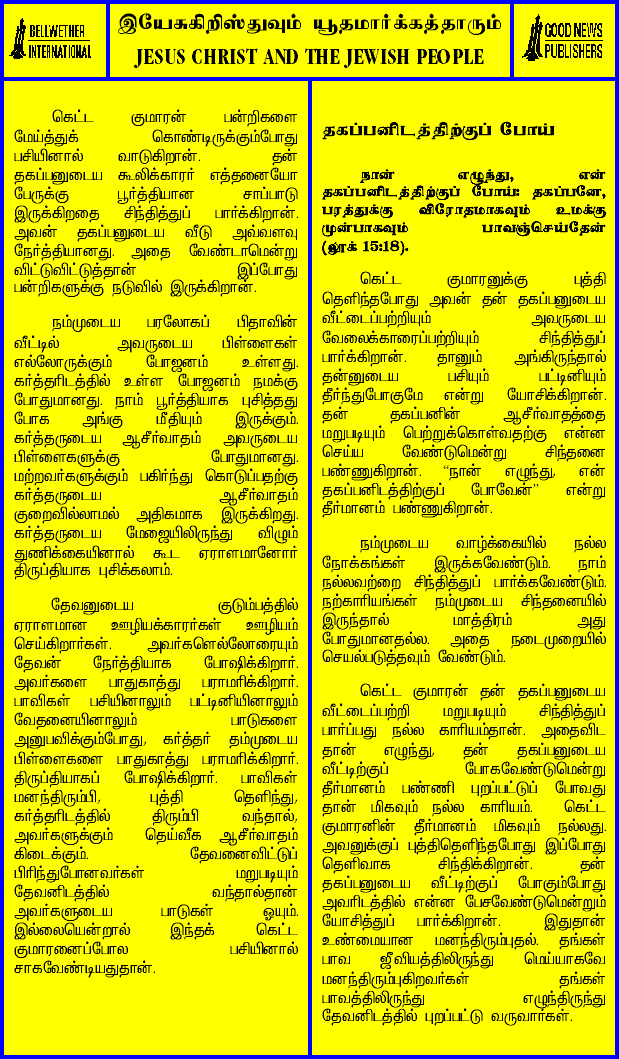 BELLWETHER
INTERNATIONAL
இயேசுகிறிஸ்துவும் யூதமார்க்கத்தாரும்
JESUS CHRIST AND THE JEWISH PEOPLE
GOOD NEWS
PUBLISHERS
கெட்ட குமாரன் பன்றிகளை
மேய்த்துக் கொண்டிருக்கும்போது
பசியினால் வாடுகிறான். தன்
தகப்பனுடைய கூலிக்காரர் எத்தனையோ
பேருக்கு பூர்த்தியான சாப்பாடு
இருக்கிறதை சிந்தித்துப் பார்க்கிறான்.
அவன் தகப்பனுடைய வீடு அவ்வளவு
நேர்த்தியானது. அதை வேண்டாமென்று
விட்டுவிட்டுத்தான் இப்போது
பன்றிகளுக்கு நடுவில் இருக்கிறான்.
நம்முடைய பரலோகப் பிதாவின்
வீட்டில் அவருடைய பிள்ளைகள்
எல்லோருக்கும் போஜனம் உள்ளது.
கர்த்தரிடத்தில் உள்ள போஜனம் நமக்கு
போதுமானது. நாம் பூர்த்தியாக புசித்தது
போக அங்கு மீதியும் இருக்கும்.
கர்த்தருடைய ஆசீர்வாதம் அவருடைய
பிள்ளைகளுக்கு போதுமானது.
மற்றவர்களுக்கும் பகிர்ந்து கொடுப்பதற்கு
கர்த்தருடைய ஆசீர்வாதம்
குறைவில்லாமல் அதிகமாக இருக்கிறது.
கர்த்தருடைய மேஜையிலிருந்து விழும்
துணிக்கையினால் கூட ஏராளமானோர்
திருப்தியாக புசிக்கலாம்.
தேவனுடைய குடும்பத்தில்
ஏராளமான ஊழியக்காரர்கள் ஊழியம்
செய்கிறார்கள். அவர்களெல்லோரையும்
தேவன் நேர்த்தியாக போஷிக்கிறார்.
அவர்களை பாதுகாத்து பராமரிக்கிறார்.
பாவிகள் பசியினாலும் பட்டினியினாலும்
வேதனையினாலும் பாடுகளை
அனுபவிக்கும்போது, கர்த்தர் தம்முடைய
பிள்ளைகளை பாதுகாத்து பராமரிக்கிறார்.
திருப்தியாகப் போஷிக்கிறார். பாவிகள்
மனந்திரும்பி, புத்தி தெளிந்து,
கர்த்தரிடத்தில் திரும்பி வந்தால்,
அவர்களுக்கும் தெய்வீக ஆசீர்வாதம்
கிடைக்கும். தேவனைவிட்டுப்
பிரிந்துபோனவர்கள் மறுபடியும்
தேவனிடத்தில் வந்தால்தான்
அவர்களுடைய பாடுகள் ஓயும்.
இல்லையென்றால் இந்தக் கெட்ட
குமாரனைப்போல பசியினால்
சாகவேண்டியதுதான்.
தகப்பனிடத்திற்குப் போய்
நான் எழுந்து, என்
தகப்பனிடத்திற்குப் போய்: தகப்பனே,
பரத்துக்கு விரோதமாகவும் உமக்கு
முன்பாகவும் பாவஞ்செய்தேன்
(லூக் 15:18).
கெட்ட குமாரனுக்கு புத்தி
தெளிந்தபோது அவன் தன் தகப்பனுடைய
வீட்டைப்பற்றியும் அவருடைய
வேலைக்காரைப்பற்றியும் சிந்தித்துப்
பார்க்கிறான். தானும் அங்கிருந்தால்
தன்னுடைய பசியும் பட்டினியும்
தீர்ந்துபோகுமே என்று யோசிக்கிறான்.
தன் தகப்பனின் ஆசீர்வாதத்தை
மறுபடியும் பெற்றுக்கொள்வதற்கு என்ன
செய்ய வேண்டுமென்று சிந்தனை
பண்ணுகிறான். “நான் எழுந்து, என்
தகப்பனிடத்திற்குப் போவேன்” என்று
தீர்மானம் பண்ணுகிறான்.
நம்முடைய வாழ்க்கையில் நல்ல
நோக்கங்கள் இருக்கவேண்டும். நாம்
நல்லவற்றை சிந்தித்துப் பார்க்கவேண்டும்.
நற்காரியங்கள் நம்முடைய சிந்தனையில்
இருந்தால் மாத்திரம் அது
போதுமானதல்ல. அதை நடைமுறையில்
செயல்படுத்தவும் வேண்டும்.
கெட்ட குமாரன் தன் தகப்பனுடைய
வீட்டைப்பற்றி மறுபடியும் சிந்தித்துப்
பார்ப்பது நல்ல காரியம்தான். அதைவிட
தான் எழுந்து, தன் தகப்பனுடைய
வீட்டிற்குப் போகவேண்டுமென்று
தீர்மானம் பண்ணி புறப்பட்டுப் போவது
தான் மிகவும் நல்ல காரியம். கெட்ட
குமாரனின் தீர்மானம் மிகவும் நல்லது.
அவனுக்குப் புத்திதெளிந்தபோது இப்போது
தெளிவாக சிந்திக்கிறான். தன்
தகப்பனுடைய வீட்டிற்குப் போகும்போது
அவரிடத்தில் என்ன பேசவேண்டுமென்றும்
யோசித்துப் பார்க்கிறான். இதுதான்
உண்மையான மனந்திரும்புதல். தங்கள்
பாவ ஜீவியத்திலிருந்து மெய்யாகவே
மனந்திரும்புகிறவர்கள் தங்கள்
பாவத்திலிருந்து எழுந்திருந்து
தேவனிடத்தில் புறப்பட்டு வருவார்கள்.